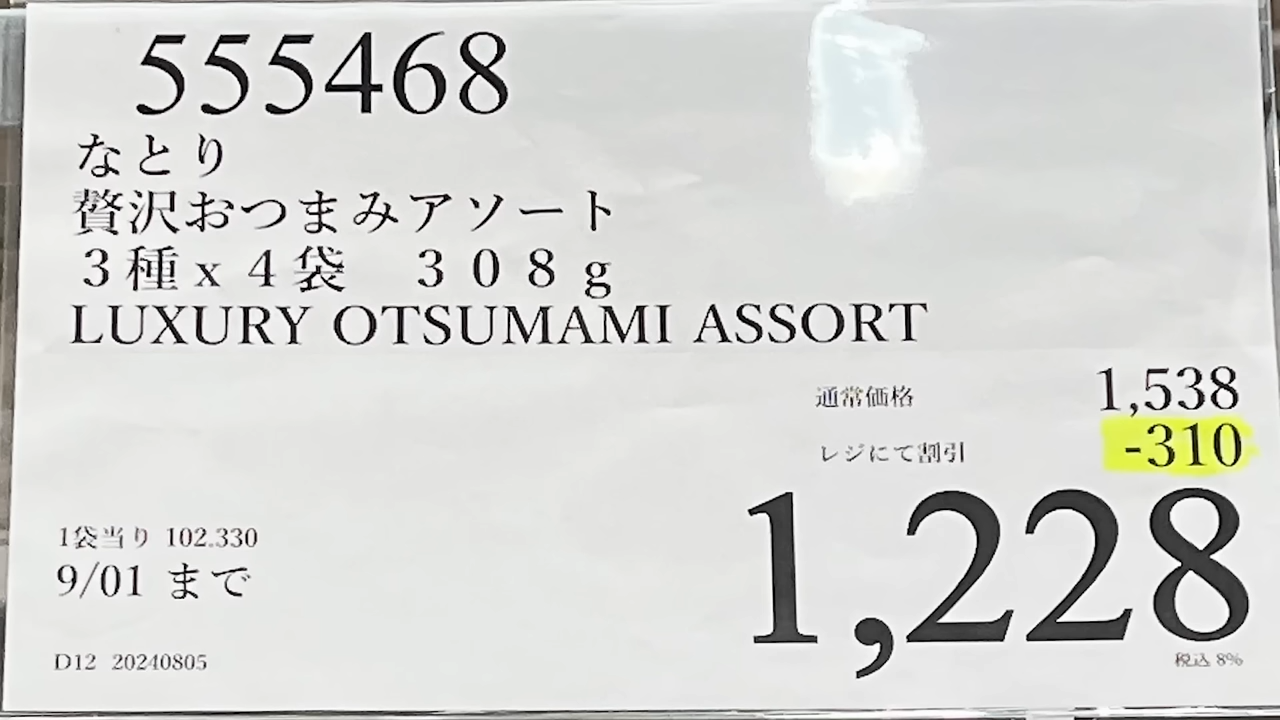 555468
なとり
贅沢おつまみアソート
３種ｘ４袋　３０８ｇ
LUXURY OTSUMAMI ASSORT
通常価格 1,538
レジにて割引 -310
1,228
税込 8%
1袋当り 102.330
9/01 まで
D12 20240805